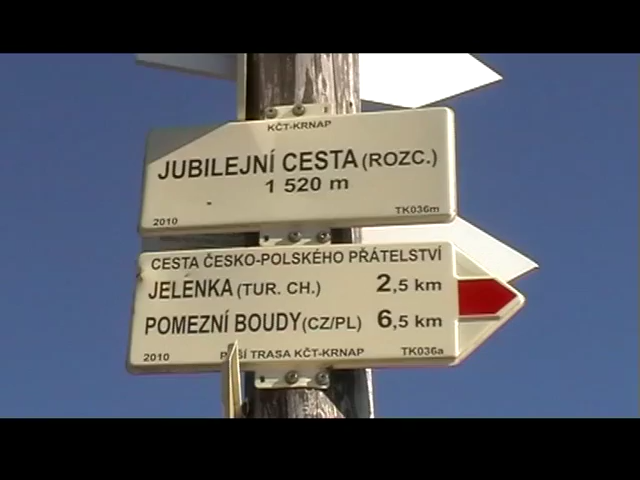 KČT-KRNAP
JUBILEJNÍ CESTA (ROZC.)
1 520 m
2010 TK036m
CESTA ČESKO-POLSKÉHO PŘÁTELSTVÍ
JELENKA (TUR. CH.) 2,5 km
POMEZNÍ BOUDY (CZ/PL) 6,5 km
2010 PĚŠÍ TRASA KČT-KRNAP TK036a